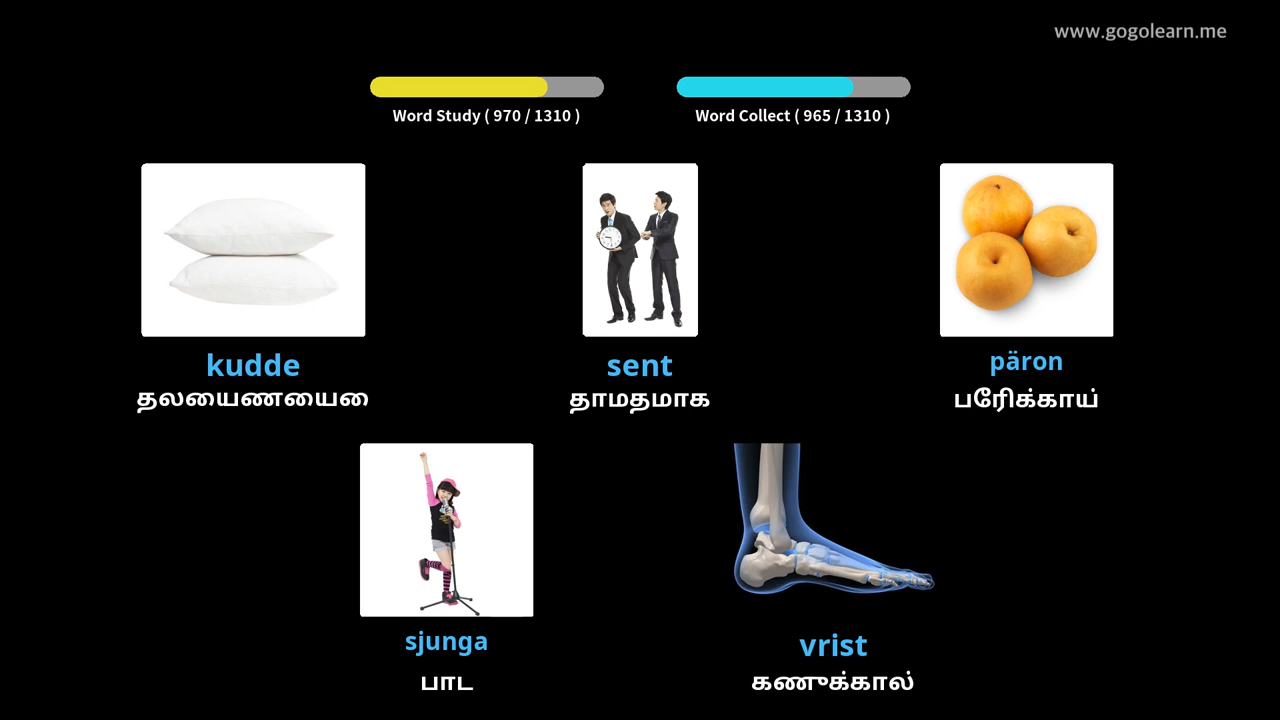 www.gogolearn.me
Word Study ( 970 / 1310 )
Word Collect ( 965 / 1310 )
kudde
sent
päron
தலையணையை
தாமதமாக
பேரிக்காய்
sjunga
vrist
பாட
கணுக்கால்